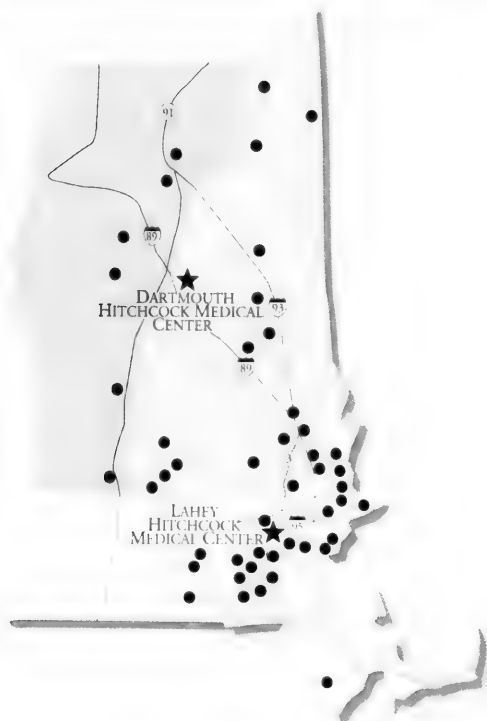 91
89
DARTMOUTH
HITCHCOCK MEDICAL
CENTER
93
89
LAHEY
HITCHCOCK
MEDICAL CENTER
95